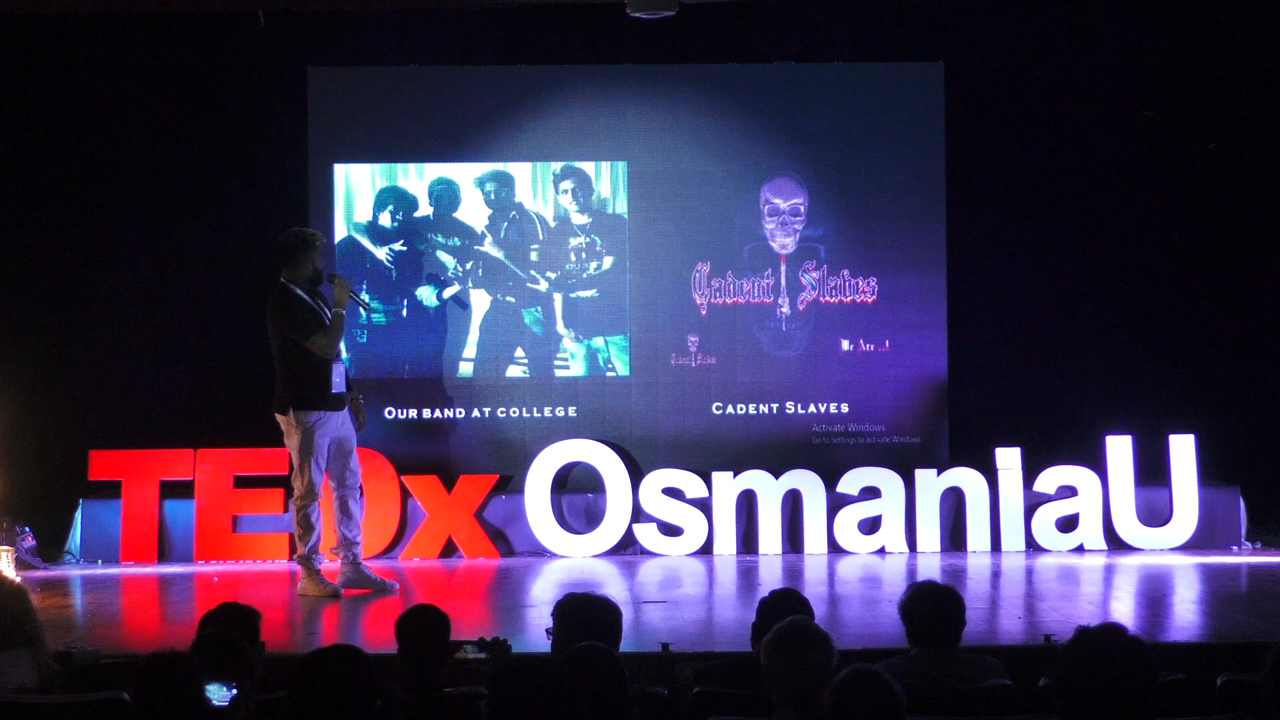 Cadent Slaves
We Are ..!
OUR BAND AT COLLEGE
CADENT SLAVES
Activate Windows
Go to Settings to activate Windows
TEDx OsmaniaU